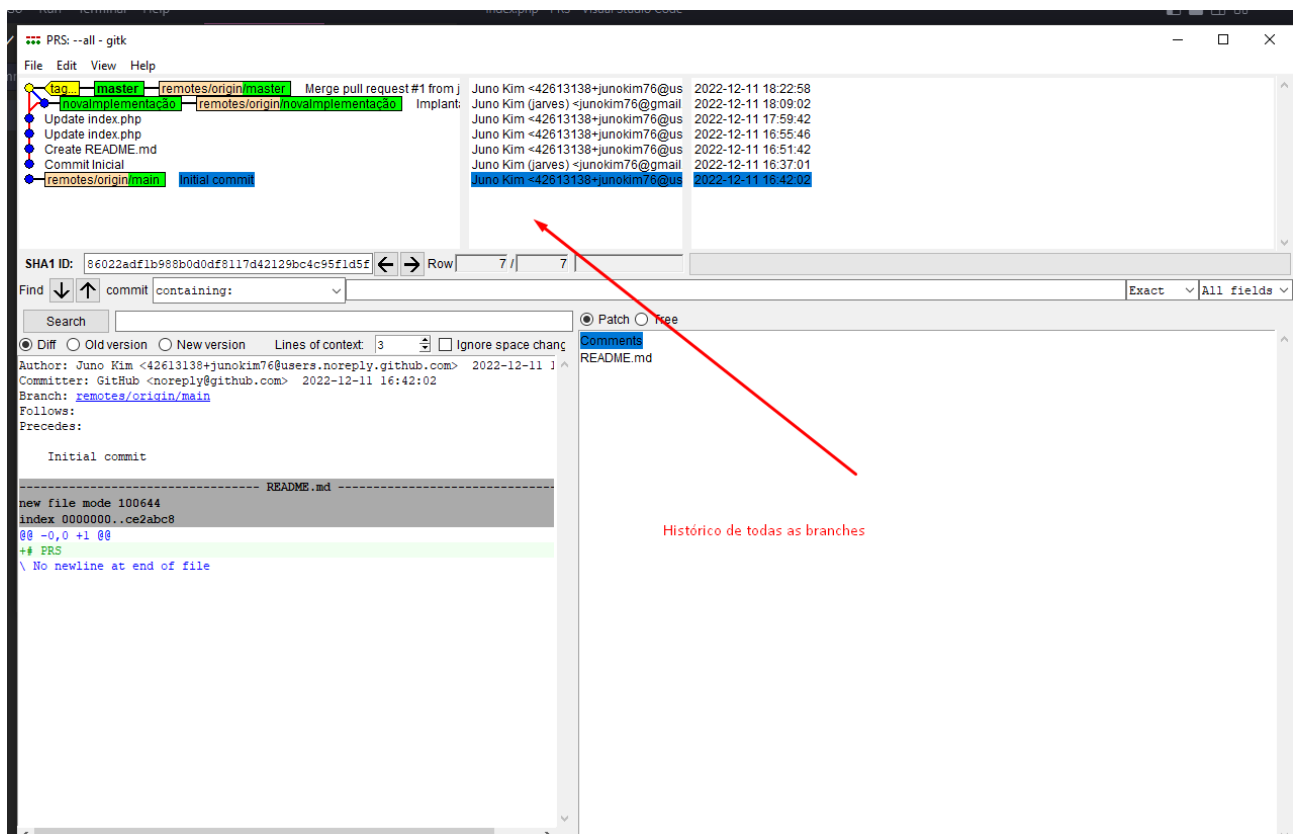 Run Terminal Help index.php - PRS - Visual Studio Code
PRS: --all - gitk
File Edit View Help
tag... master remotes/origin/master Merge pull request #1 from j Juno Kim <42613138+junokim76@us 2022-12-11 18:22:58
novaImplementação remotes/origin/novaImplementação Implanta Juno Kim (jarves) <junokim76@gmail 2022-12-11 18:09:02
Update index.php Juno Kim <42613138+junokim76@us 2022-12-11 17:59:42
Update index.php Juno Kim <42613138+junokim76@us 2022-12-11 16:55:46
Create README.md Juno Kim <42613138+junokim76@us 2022-12-11 16:51:42
Commit Inicial Juno Kim (jarves) <junokim76@gmail 2022-12-11 16:37:01
remotes/origin/main Initial commit Juno Kim <42613138+junokim76@us 2022-12-11 16:42:02
SHA1 ID: 86022adf1b988b0d0df8117d42129bc4c95f1d5f Row 7 / 7
Find commit containing: Exact All fields
Search Patch Tree
Diff Old version New version Lines of context: 3 Ignore space chang
Comments
README.md
Author: Juno Kim <42613138+junokim76@users.noreply.github.com> 2022-12-11 1
Committer: GitHub <noreply@github.com> 2022-12-11 16:42:02
Branch: remotes/origin/main
Follows:
Precedes:
Initial commit
---------------------------------- README.md -------------------------------
new file mode 100644
index 0000000..ce2abc8
@@ -0,0 +1 @@
+# PRS
\ No newline at end of file
Histórico de todas as branches